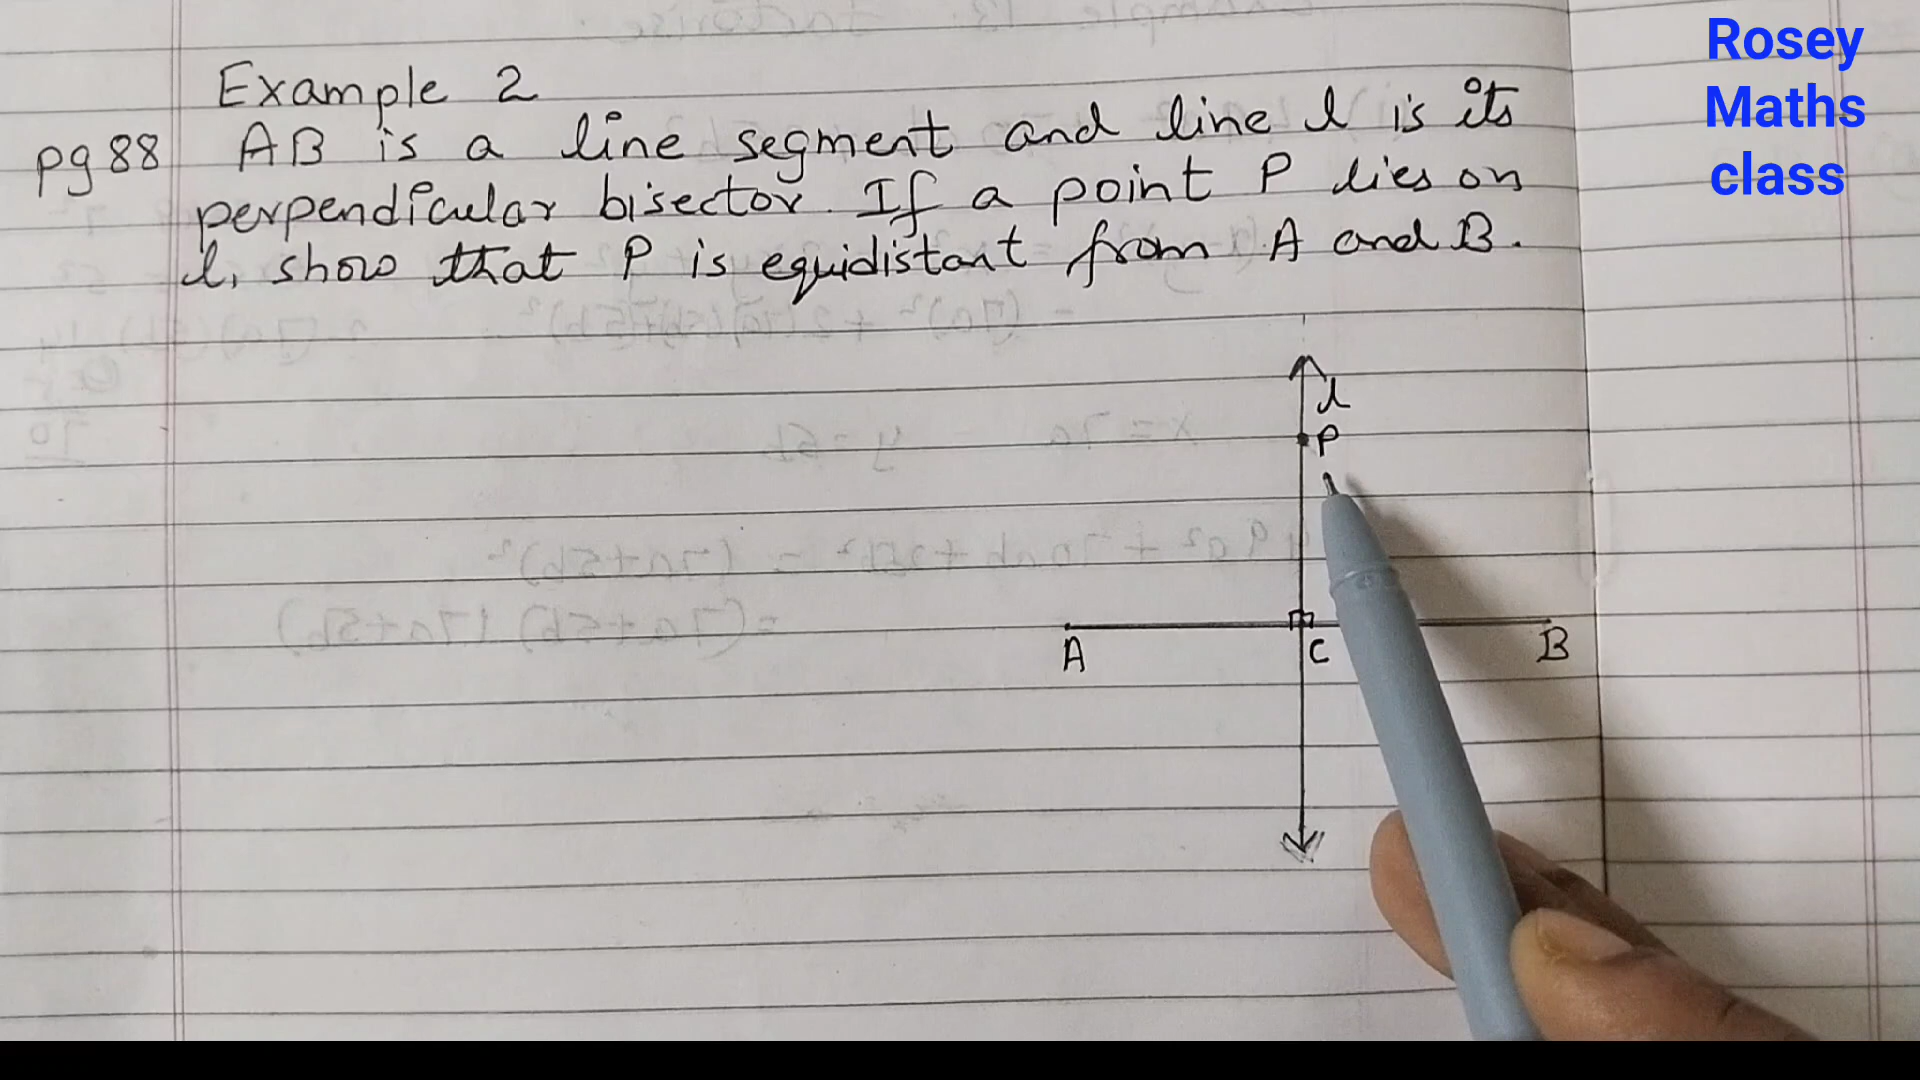 Example 2
pg 88 AB is a line segment and line l is its
perpendicular bisector. If a point P lies on
l, show that P is equidistant from A and B.
l
P
A C B
Rosey
Maths
class